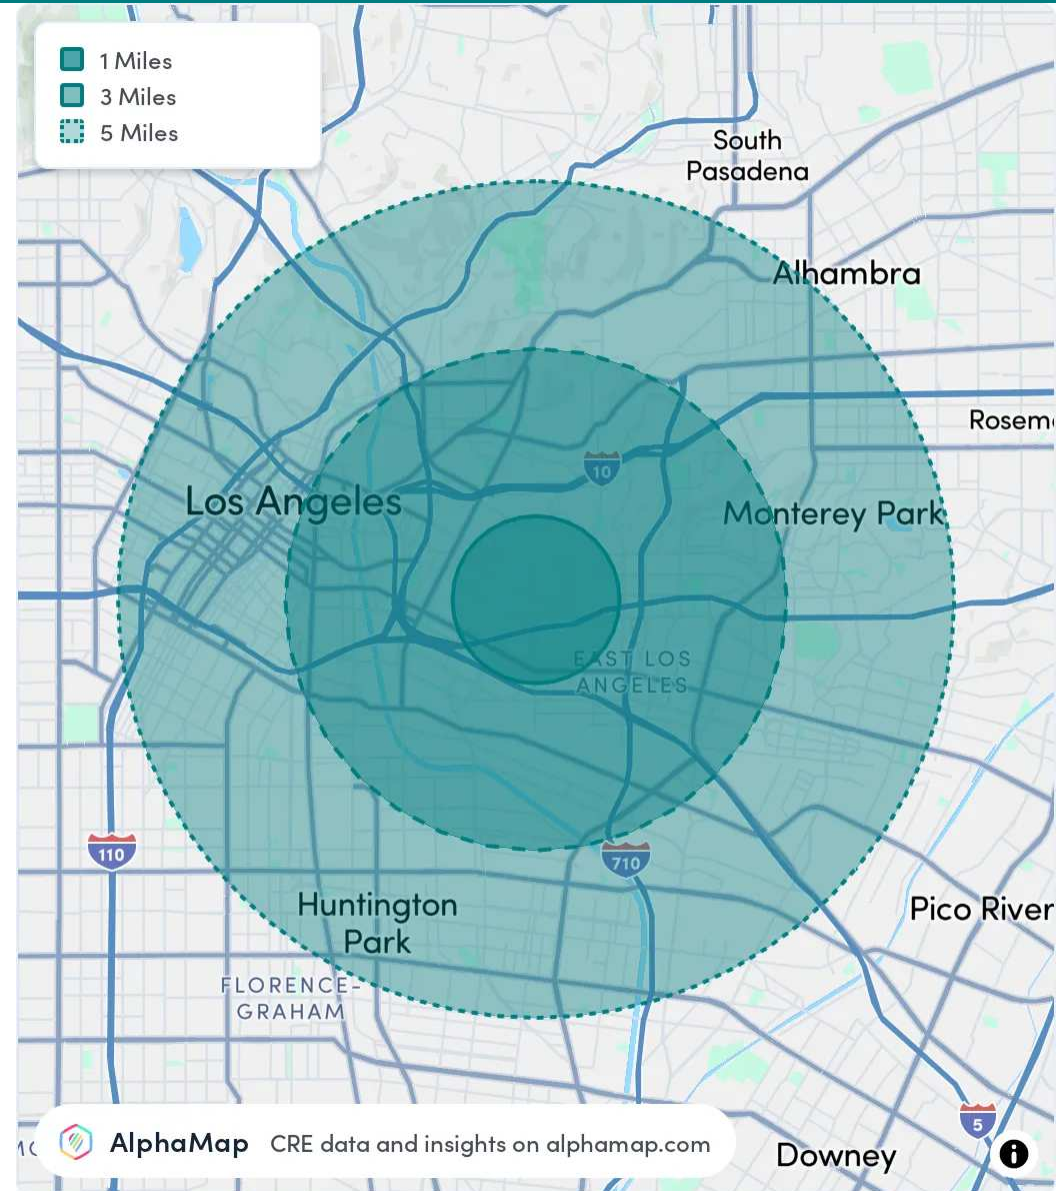 1 Miles
3 Miles
5 Miles
South
Pasadena
Alhambra
Rosem
10
Los Angeles
Monterey Park
EAST LOS
ANGELES
110
710
Huntington
Park
Pico River
FLORENCE-
GRAHAM
5
AlphaMap CRE data and insights on alphamap.com
Downey